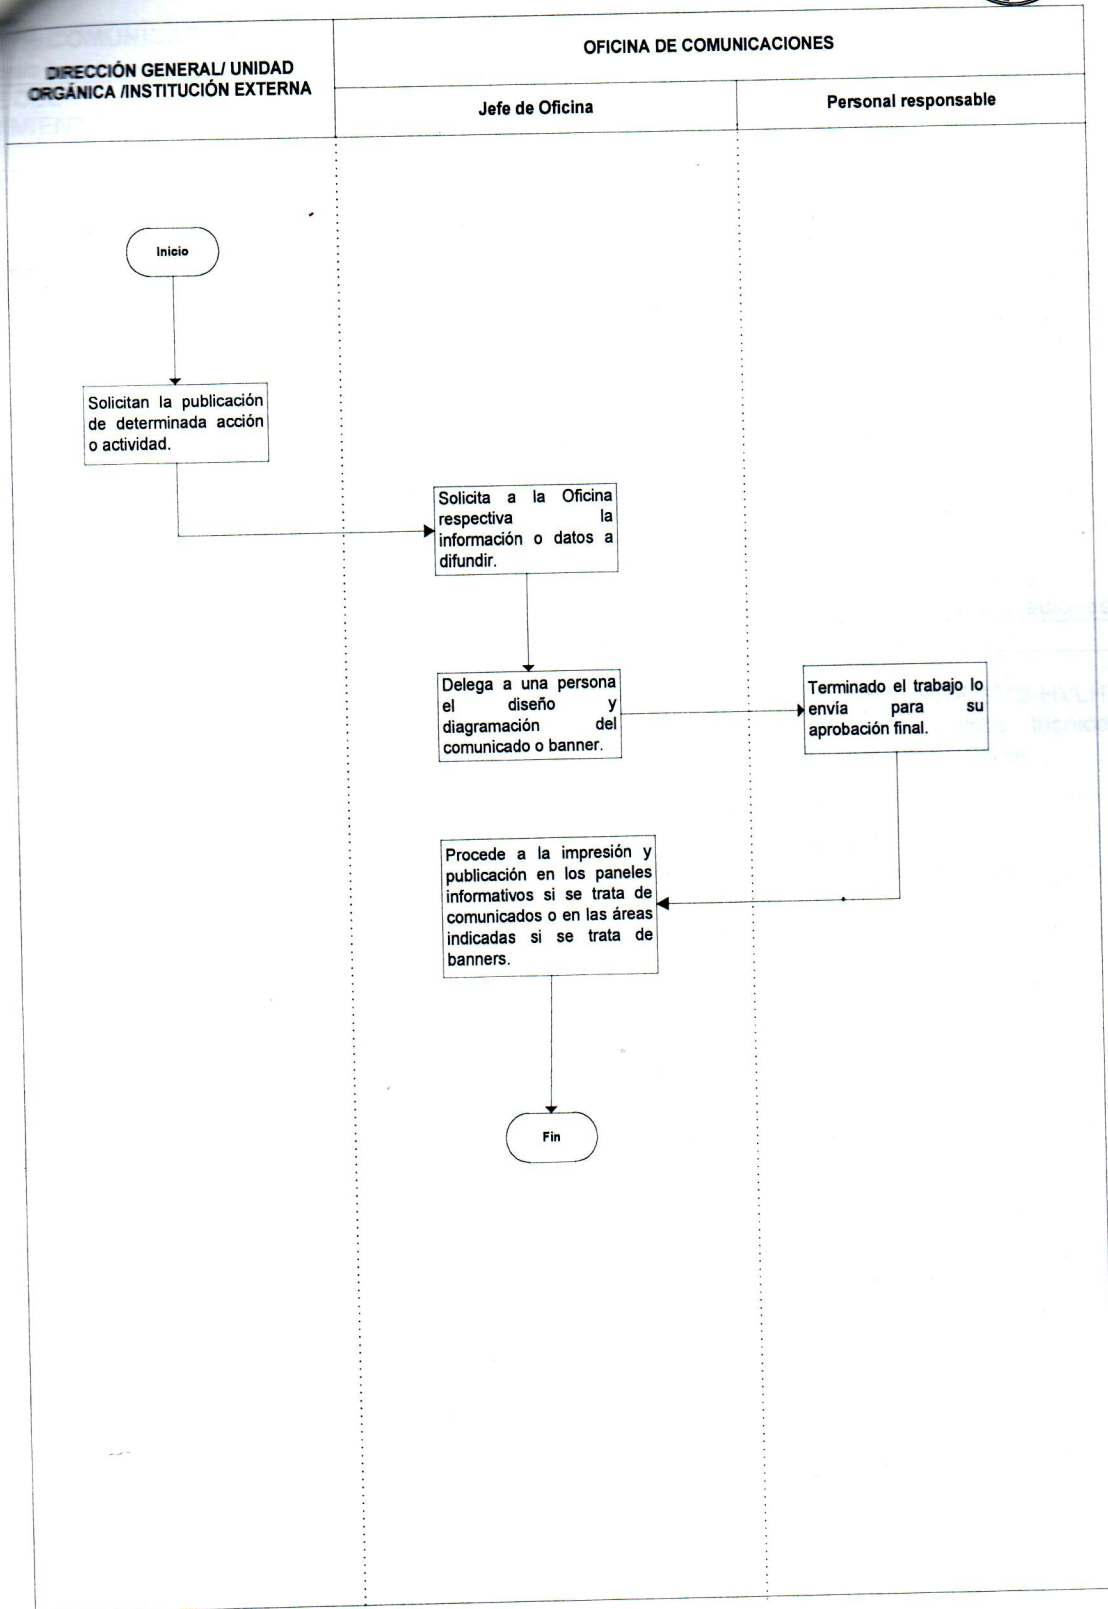 DIRECCIÓN GENERAL/ UNIDAD
ORGÁNICA /INSTITUCIÓN EXTERNA
OFICINA DE COMUNICACIONES
Jefe de Oficina
Personal responsable
Inicio
Solicitan la publicación
de determinada acción
o actividad.
Solicita a la Oficina
respectiva la
información o datos a
difundir.
Delega a una persona
el diseño y
diagramación del
comunicado o banner.
Terminado el trabajo lo
envía para su
aprobación final.
Procede a la impresión y
publicación en los paneles
informativos si se trata de
comunicados o en las áreas
indicadas si se trata de
banners.
Fin